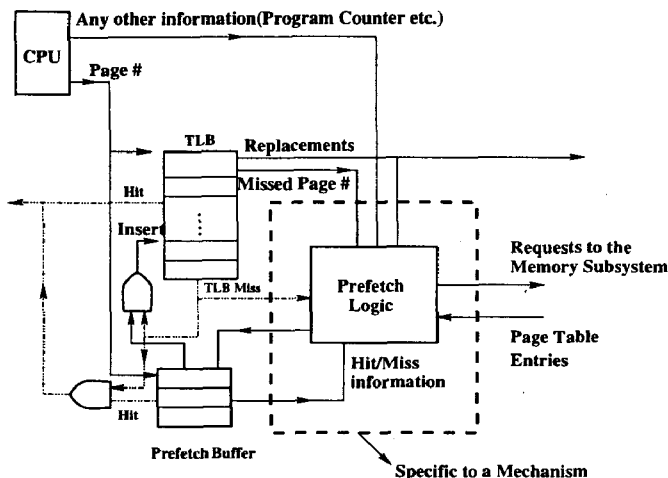 Any other information(Program Counter etc.)
CPU
Page #
TLB
Replacements
Missed Page #
Hit
Insert
TLB Miss
Prefetch
Logic
Requests to the
Memory Subsystem
Page Table
Entries
Hit/Miss
information
Hit
Prefetch Buffer
Specific to a Mechanism